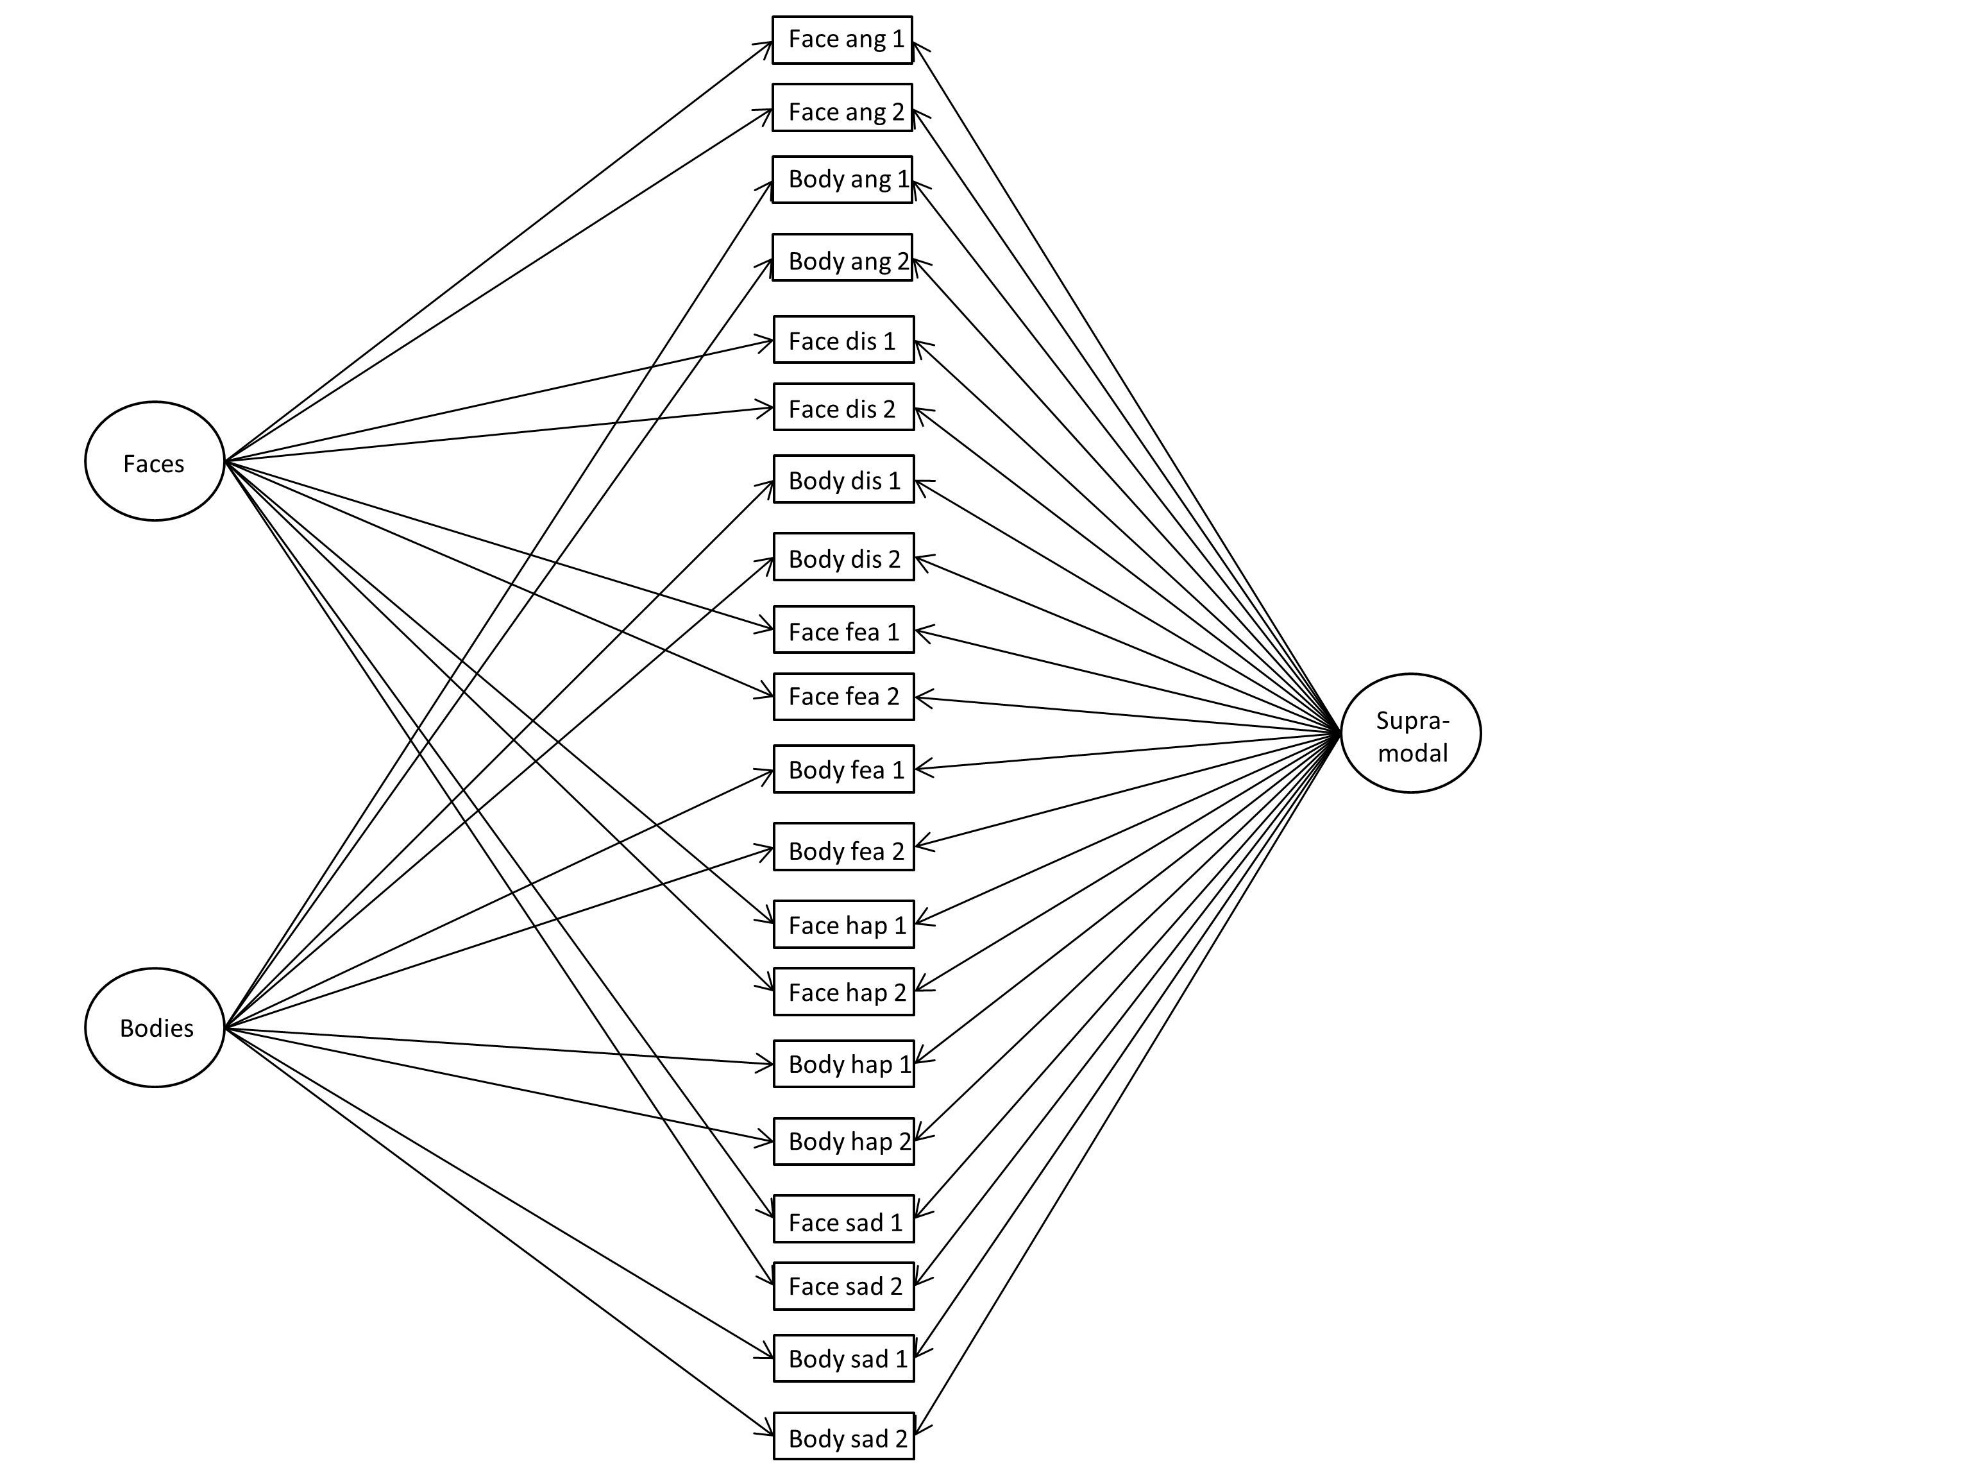 Face ang 1
Face ang 2
Body ang 1
Body ang 2
Face dis 1
Face dis 2
Faces
Body dis 1
Body dis 2
Face fea 1
Face fea 2
Supra-
modal
Body fea 1
Body fea 2
Face hap 1
Face hap 2
Bodies
Body hap 1
Body hap 2
Face sad 1
Face sad 2
Body sad 1
Body sad 2